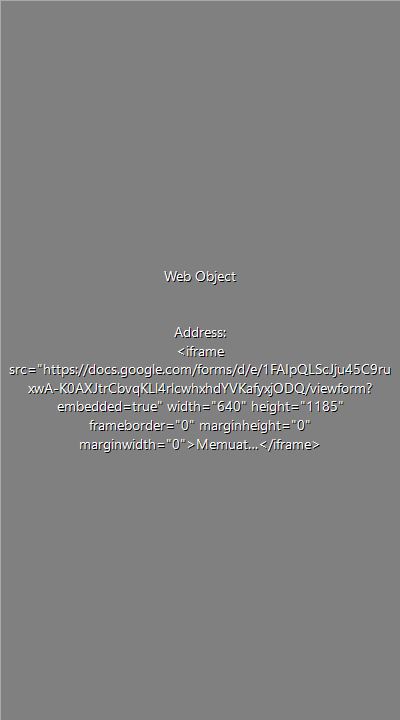 Web Object
Address:
<iframe
src="https://docs.google.com/forms/d/e/1FAIpQLScJju45C9ru
xwA-K0AXJtrCbvqKLl4rlcwhxhdYVKafyxjODQ/viewform?
embedded=true" width="640" height="1185"
frameborder="0" marginheight="0"
marginwidth="0">Memuat...</iframe>